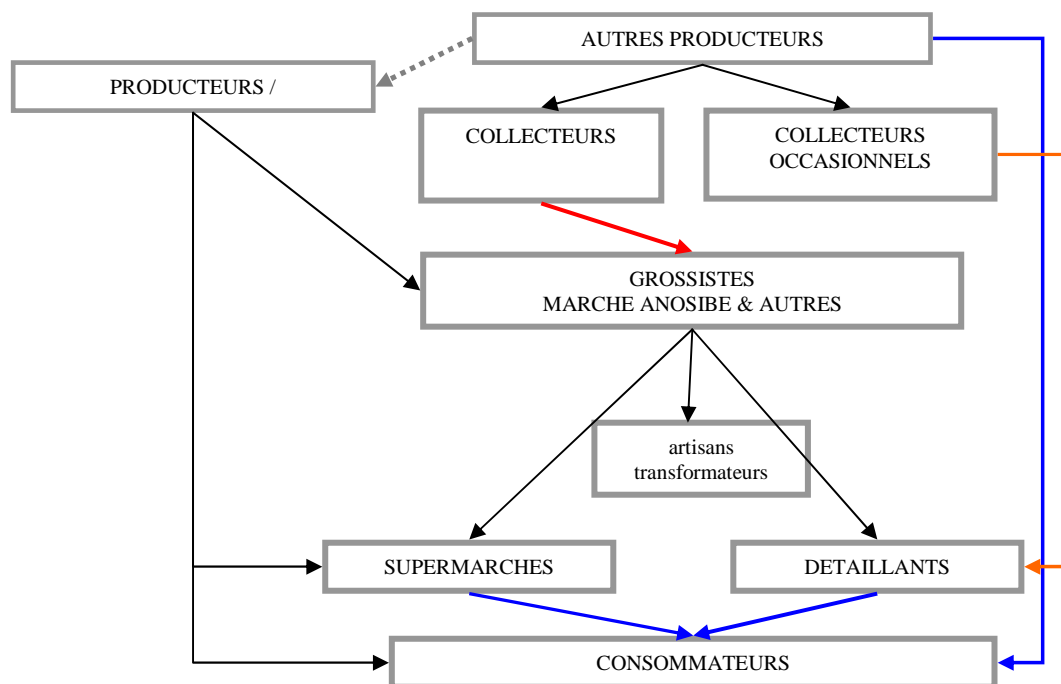 AUTRES PRODUCTEURS
PRODUCTEURS /
COLLECTEURS
COLLECTEURS
OCCASIONNELS
GROSSISTES
MARCHE ANOSIBE & AUTRES
artisans
transformateurs
SUPERMARCHES
DETAILLANTS
CONSOMMATEURS